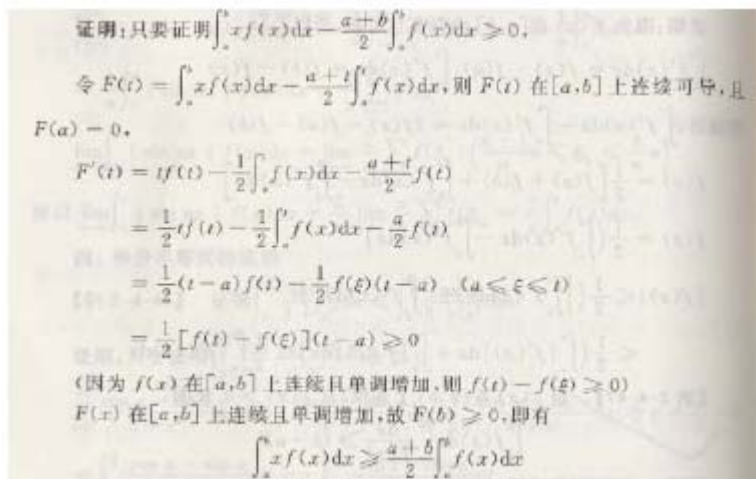 证明:只要证明∫ₐᵇ xf(x)dx − (a+b)/2 ∫ₐᵇ f(x)dx ≥ 0,
令 F(t) = ∫ₐᵗ xf(x)dx − (a+t)/2 ∫ₐᵗ f(x)dx,则 F(t) 在[a,b] 上连续可导,且
F(a) = 0,
F′(t) = tf(t) − 1/2 ∫ₐᵗ f(x)dx − (a+t)/2 f(t)
= 1/2 tf(t) − 1/2 ∫ₐᵗ f(x)dx − a/2 f(t)
= 1/2 (t−a)f(t) − 1/2 f(ξ)(t−a) (a ≤ ξ ≤ t)
= 1/2 [f(t) − f(ξ)](t−a) ≥ 0
(因为 f(x) 在[a,b] 上连续且单调增加,则 f(t) − f(ξ) ≥ 0)
F(x) 在[a,b] 上连续且单调增加,故 F(b) ≥ 0,即有
∫ₐᵇ xf(x)dx ≥ (a+b)/2 ∫ₐᵇ f(x)dx